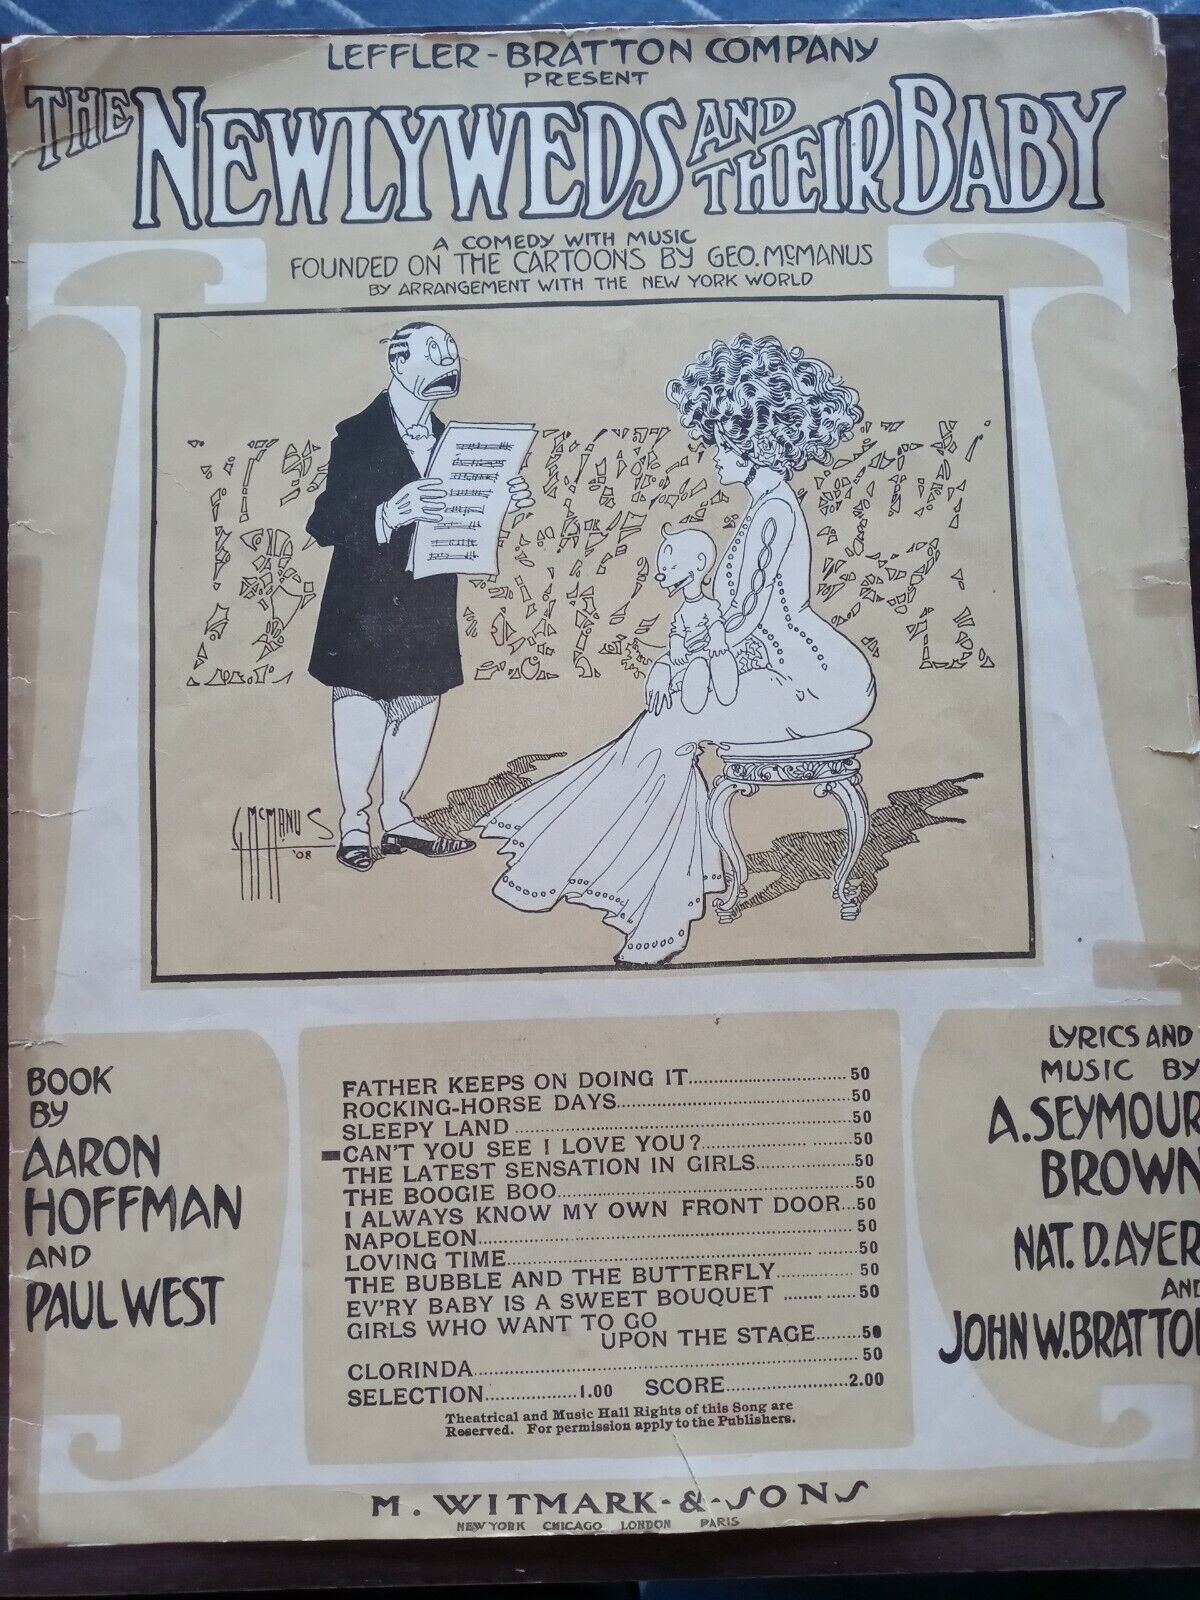 LEFFLER-BRATTON COMPANY
PRESENT
THE NEWLYWEDS AND THEIR BABY
A COMEDY WITH MUSIC
FOUNDED ON THE CARTOONS BY GEO. McMANUS
BY ARRANGEMENT WITH THE NEW YORK WORLD
G. McMANUS
'08
BOOK
BY
AARON
HOFFMAN
AND
PAUL WEST
FATHER KEEPS ON DOING IT 50
ROCKING-HORSE DAYS 50
SLEEPY LAND 50
CAN'T YOU SEE I LOVE YOU? 50
THE LATEST SENSATION IN GIRLS 50
THE BOOGIE BOO 50
I ALWAYS KNOW MY OWN FRONT DOOR 50
NAPOLEON 50
LOVING TIME 50
THE BUBBLE AND THE BUTTERFLY 50
EV'RY BABY IS A SWEET BOUQUET 50
GIRLS WHO WANT TO GO
UPON THE STAGE 50
CLORINDA 50
SELECTION 1.00 SCORE 2.00
Theatrical and Music Hall Rights of this Song are
Reserved. For permission apply to the Publishers.
LYRICS AND
MUSIC BY
A. SEYMOUR
BROWN
NAT. D. AYER
AND
JOHN W. BRATTO
M. WITMARK-&-SONS
NEW YORK CHICAGO LONDON PARIS